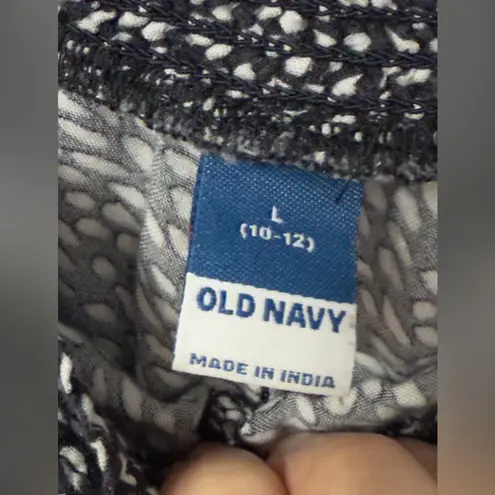 L
(10-12)
OLD NAVY
MADE IN INDIA